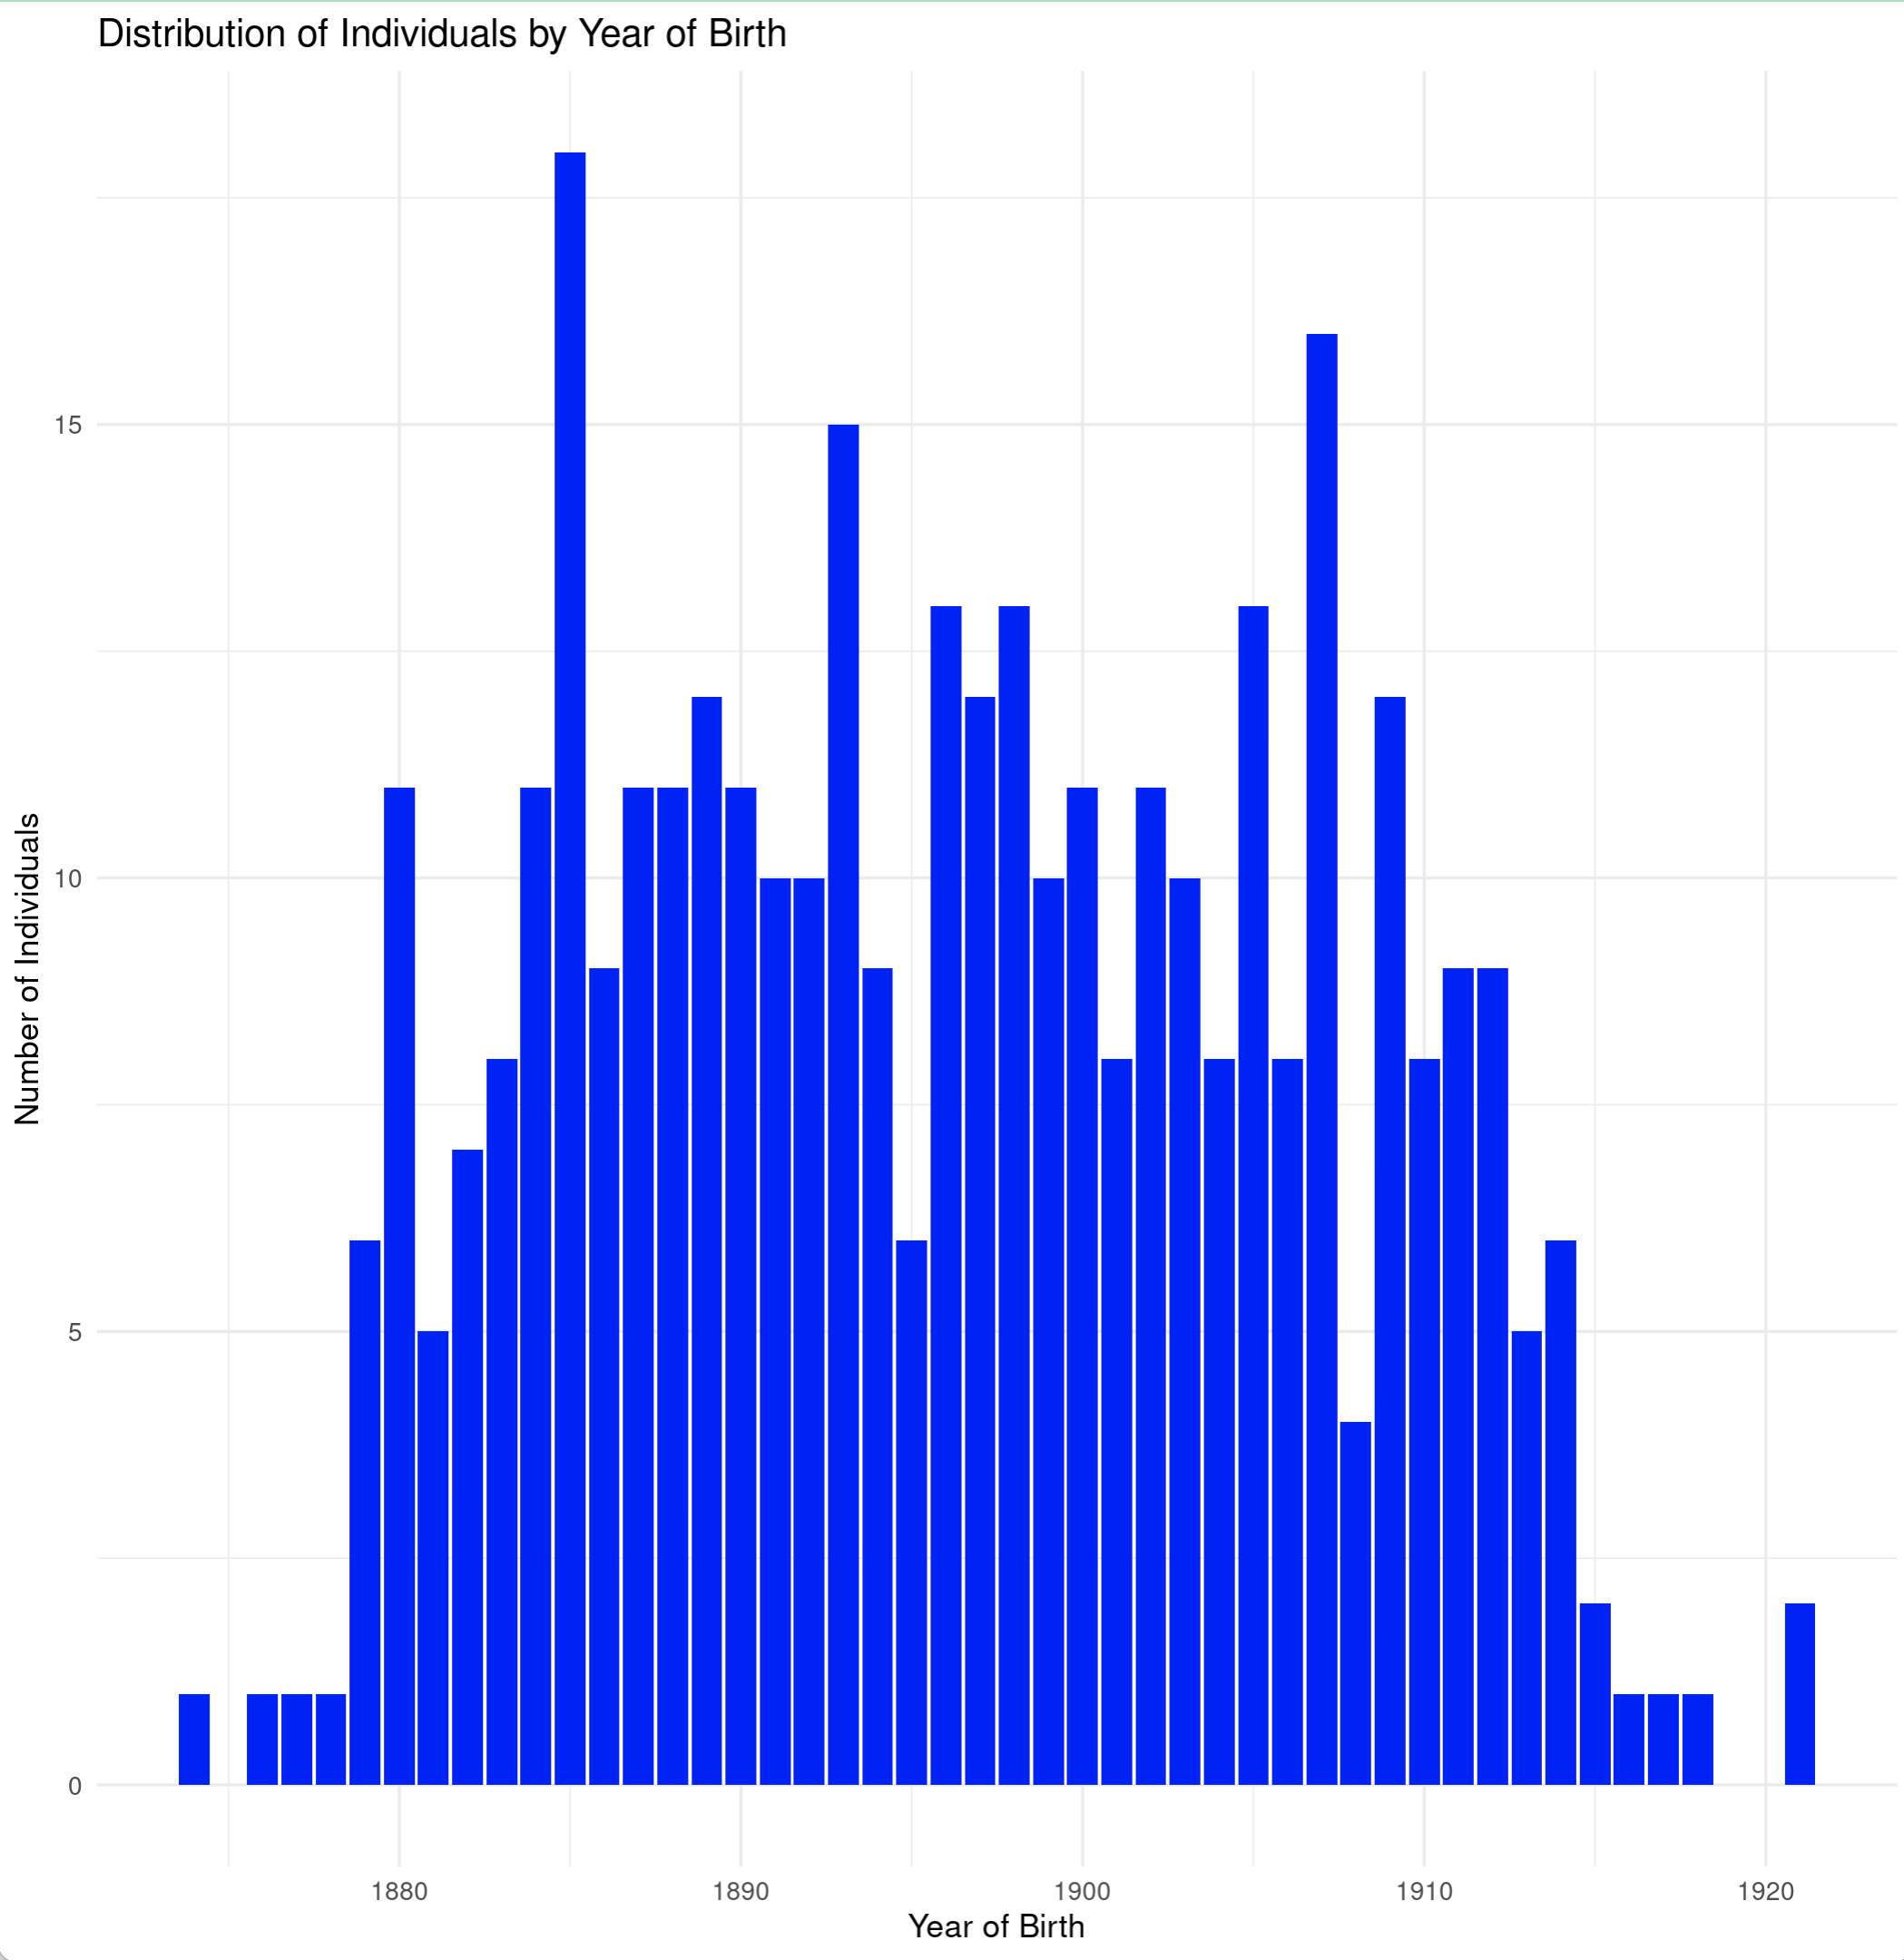 Distribution of Individuals by Year of Birth
Number of Individuals
15
10
5
0
1880 1890 1900 1910 1920
Year of Birth